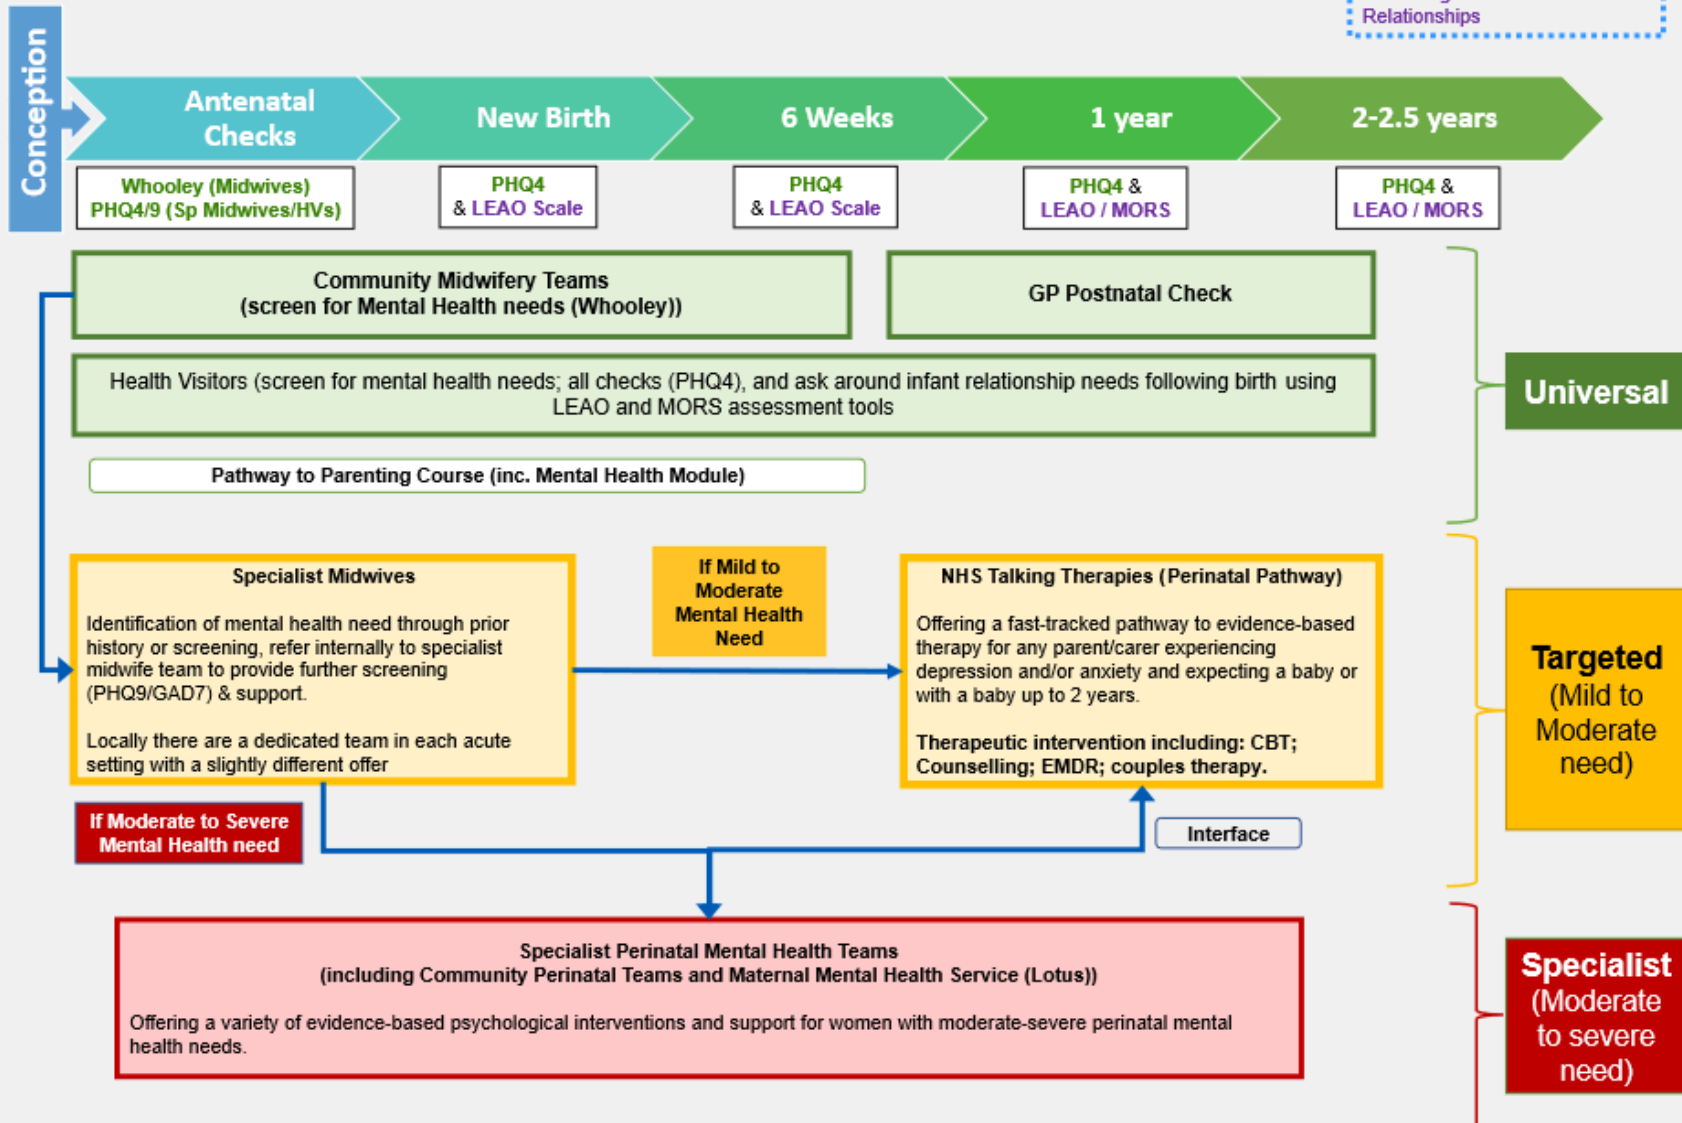 Relationships
Conception
Antenatal
Checks
New Birth
6 Weeks
1 year
2-2.5 years
Whooley (Midwives)
PHQ4/9 (Sp Midwives/HVs)
PHQ4
& LEAO Scale
PHQ4
& LEAO Scale
PHQ4 &
LEAO / MORS
PHQ4 &
LEAO / MORS
Community Midwifery Teams
(screen for Mental Health needs (Whooley))
GP Postnatal Check
Health Visitors (screen for mental health needs; all checks (PHQ4), and ask around infant relationship needs following birth using
LEAO and MORS assessment tools
Pathway to Parenting Course (inc. Mental Health Module)
Universal
Specialist Midwives
Identification of mental health need through prior
history or screening, refer internally to specialist
midwife team to provide further screening
(PHQ9/GAD7) & support.
Locally there are a dedicated team in each acute
setting with a slightly different offer
If Mild to
Moderate
Mental Health
Need
NHS Talking Therapies (Perinatal Pathway)
Offering a fast-tracked pathway to evidence-based
therapy for any parent/carer experiencing
depression and/or anxiety and expecting a baby or
with a baby up to 2 years.
Therapeutic intervention including: CBT;
Counselling; EMDR; couples therapy.
Targeted
(Mild to
Moderate
need)
If Moderate to Severe
Mental Health need
Interface
Specialist Perinatal Mental Health Teams
(including Community Perinatal Teams and Maternal Mental Health Service (Lotus))
Offering a variety of evidence-based psychological interventions and support for women with moderate-severe perinatal mental
health needs.
Specialist
(Moderate
to severe
need)